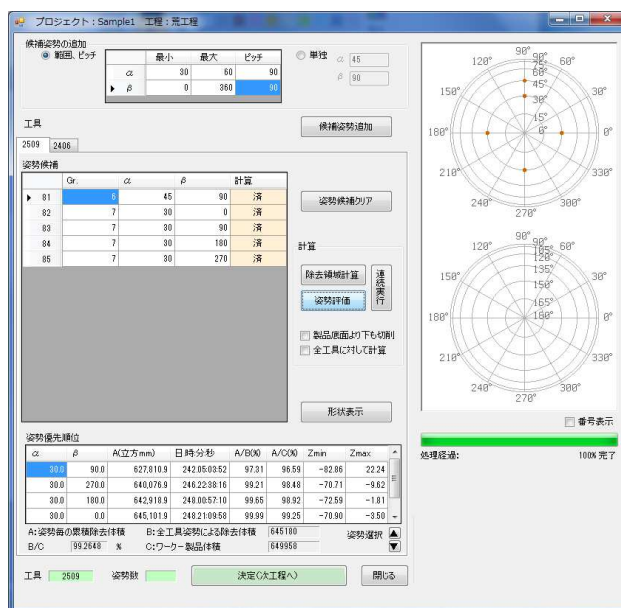 プロジェクト:Sample1 工程:荒工程
候補姿勢の追加
範囲、ピッチ
最小 最大 ピッチ
α 30 60 90
β 0 360 90
単独
α 45
β 90
工具
候補姿勢追加
2509 2406
姿勢候補
Gr. α β 計算
81 6 45 90 済
82 7 30 0 済
83 7 30 90 済
84 7 30 180 済
85 7 30 270 済
姿勢候補クリア
計算
除去領域計算
連続実行
姿勢評価
製品底面より下も切削
全工具に対して計算
形状表示
姿勢優先順位
α β A(立方mm) 日時:分:秒 A/B(%) A/C(%) Zmin Zmax
30.0 90.0 627,810.9 242:05:03:52 97.31 96.59 -82.86 22.24
30.0 270.0 640,076.9 246:22:38:16 99.21 98.48 -70.71 -9.62
30.0 180.0 642,918.9 248:00:57:10 99.65 98.92 -72.59 -1.81
30.0 0.0 645,101.9 248:21:09:58 99.99 99.25 -70.90 -3.50
A:姿勢毎の累積除去体積 B:全工具姿勢による除去体積 645180
B/C 99.2648 % C:ワーク-製品体積 649958
姿勢選択
工具 2509 姿勢数
決定(次工程へ)
閉じる
90°
120° 90° 60°
75°
60°
150° 45° 30°
30°
15°
180° 6° 0°
210° 330°
240° 270° 300°
90°
120° 90° 60°
105°
120°
150° 135° 30°
150°
165°
180° 180° 0°
210° 330°
240° 270° 300°
番号表示
処理経過: 100% 完了